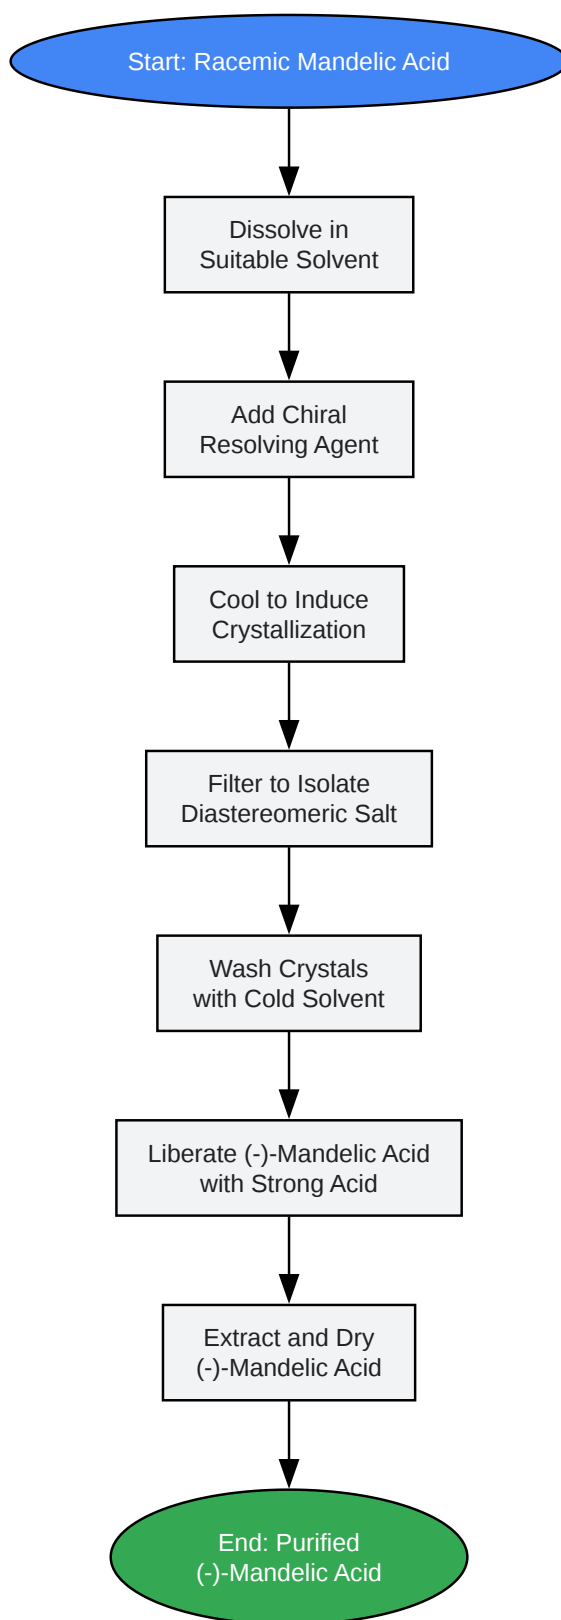 Start: Racemic Mandelic Acid
Dissolve in
Suitable Solvent
Add Chiral
Resolving Agent
Cool to Induce
Crystallization
Filter to Isolate
Diastereomeric Salt
Wash Crystals
with Cold Solvent
Liberate (-)-Mandelic Acid
with Strong Acid
Extract and Dry
(-)-Mandelic Acid
End: Purified
(-)-Mandelic Acid